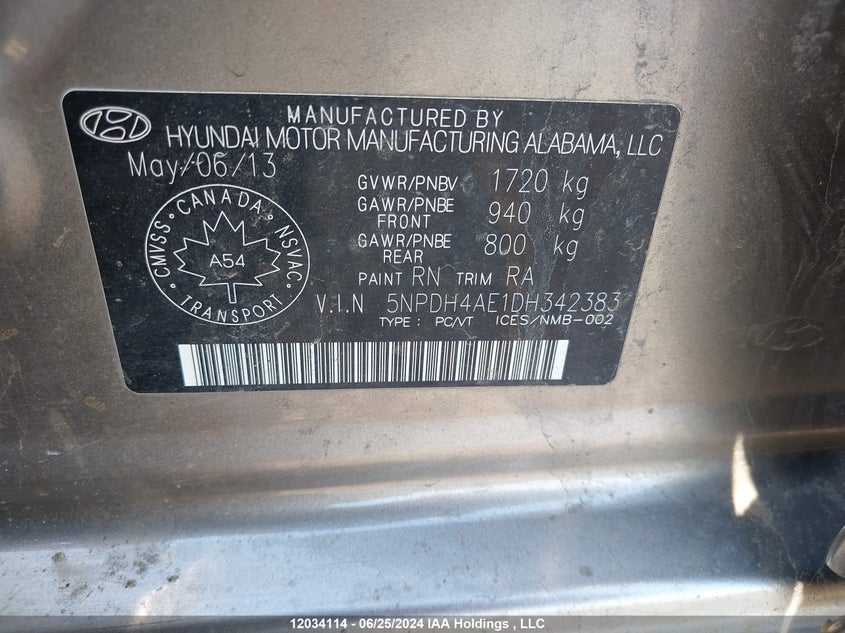 MANUFACTURED BY
HYUNDAI MOTOR MANUFACTURING ALABAMA, LLC
May/06/13
GVWR/PNBV 1720 kg
GAWR/PNBE FRONT 940 kg
GAWR/PNBE REAR 800 kg
PAINT RN TRIM RA
CANADA
CMVSS
NSVAC
A54
TRANSPORT
V.I.N 5NPDH4AE1DH342383
TYPE : PC/VT ICES/NMB-002
12034114 - 06/25/2024 IAA Holdings , LLC